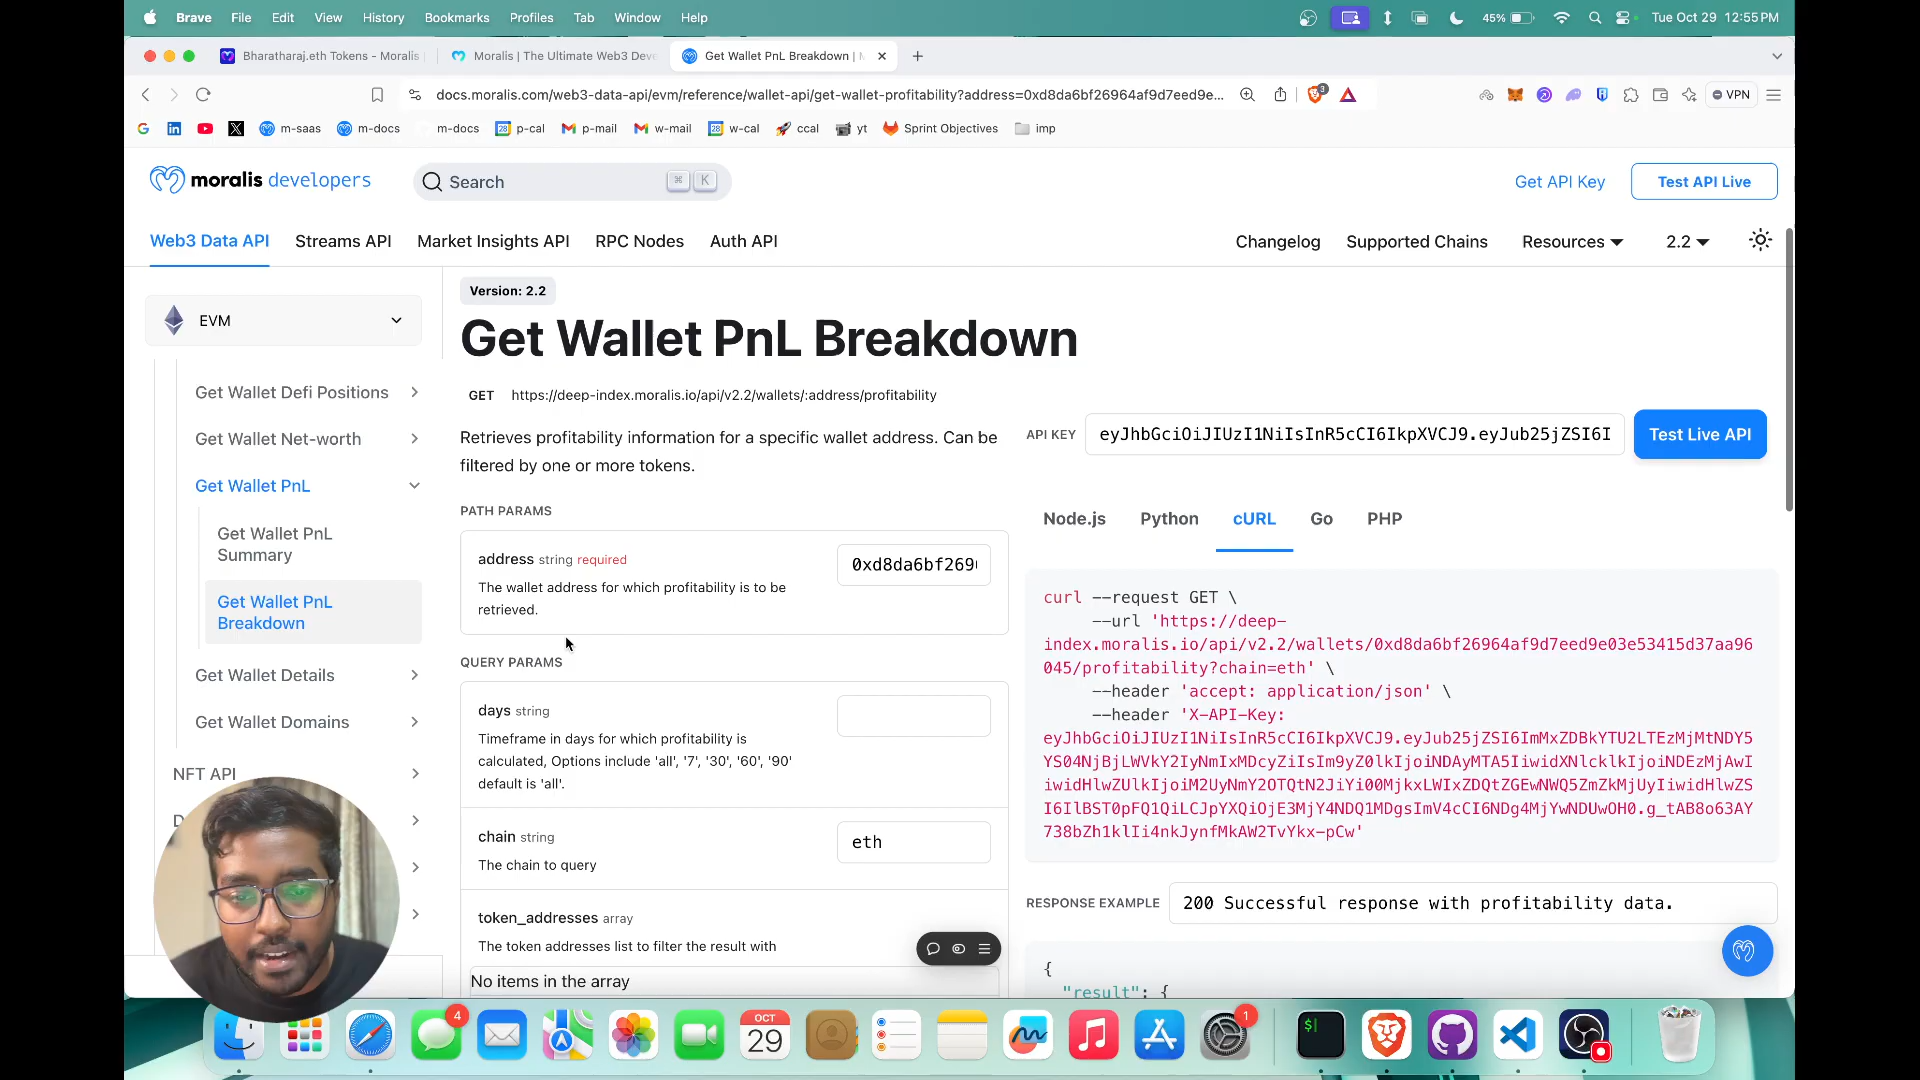 Brave File Edit View History Bookmarks Profiles Tab Window Help
45%
Tue Oct 29 12:55 PM
Bharatharaj.eth Tokens - Moralis
Moralis | The Ultimate Web3 Deve
Get Wallet PnL Breakdown |
docs.moralis.com/web3-data-api/evm/reference/wallet-api/get-wallet-profitability?address=0xd8da6bf26964af9d7eed9e...
3
VPN
m-saas
m-docs
m-docs
28 p-cal
p-mail
w-mail
28 w-cal
ccal
yt
Sprint Objectives
imp
moralis developers
Search
⌘ K
Get API Key
Test API Live
Web3 Data API
Streams API
Market Insights API
RPC Nodes
Auth API
Changelog
Supported Chains
Resources
2.2
EVM
Get Wallet Defi Positions
Get Wallet Net-worth
Get Wallet PnL
Get Wallet PnL
Summary
Get Wallet PnL
Breakdown
Get Wallet Details
Get Wallet Domains
NFT API
Version: 2.2
Get Wallet PnL Breakdown
GET https://deep-index.moralis.io/api/v2.2/wallets/:address/profitability
Retrieves profitability information for a specific wallet address. Can be
filtered by one or more tokens.
PATH PARAMS
address string required
0xd8da6bf269
The wallet address for which profitability is to be
retrieved.
QUERY PARAMS
days string
Timeframe in days for which profitability is
calculated, Options include 'all', '7', '30', '60', '90'
default is 'all'.
chain string
eth
The chain to query
token_addresses array
The token addresses list to filter the result with
No items in the array
API KEY
eyJhbGciOiJIUzI1NiIsInR5cCI6IkpXVCJ9.eyJub25jZSI6I
Test Live API
Node.js
Python
cURL
Go
PHP
curl --request GET \
--url 'https://deep-
index.moralis.io/api/v2.2/wallets/0xd8da6bf26964af9d7eed9e03e53415d37aa96
045/profitability?chain=eth' \
--header 'accept: application/json' \
--header 'X-API-Key:
eyJhbGciOiJIUzI1NiIsInR5cCI6IkpXVCJ9.eyJub25jZSI6ImMxZDBkYTU2LTEzMjMtNDY5
YS04NjBjLWVkY2IyNmIxMDcyZiIsIm9yZ0lkIjoiNDAyMTA5IiwidXNlcklkIjoiNDEzMjAwI
iwidHlwZUlkIjoiM2UyNmY2OTQtN2JiYi00MjkxLWIxZDQtZGEwNWQ5ZmZkMjUyIiwidHlwZS
I6IlBST0pFQ1QiLCJpYXQiOjE3MjY4NDQ1MDgsImV4cCI6NDg4MjYwNDUwOH0.g_tAB8o63AY
738bZh1klIi4nkJynfMkAW2TvYkx-pCw'
RESPONSE EXAMPLE
200 Successful response with profitability data.
{
"result": {
4
OCT
29
1
$